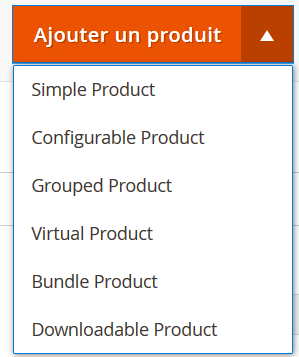 Ajouter un produit
Simple Product
Configurable Product
Grouped Product
Virtual Product
Bundle Product
Downloadable Product